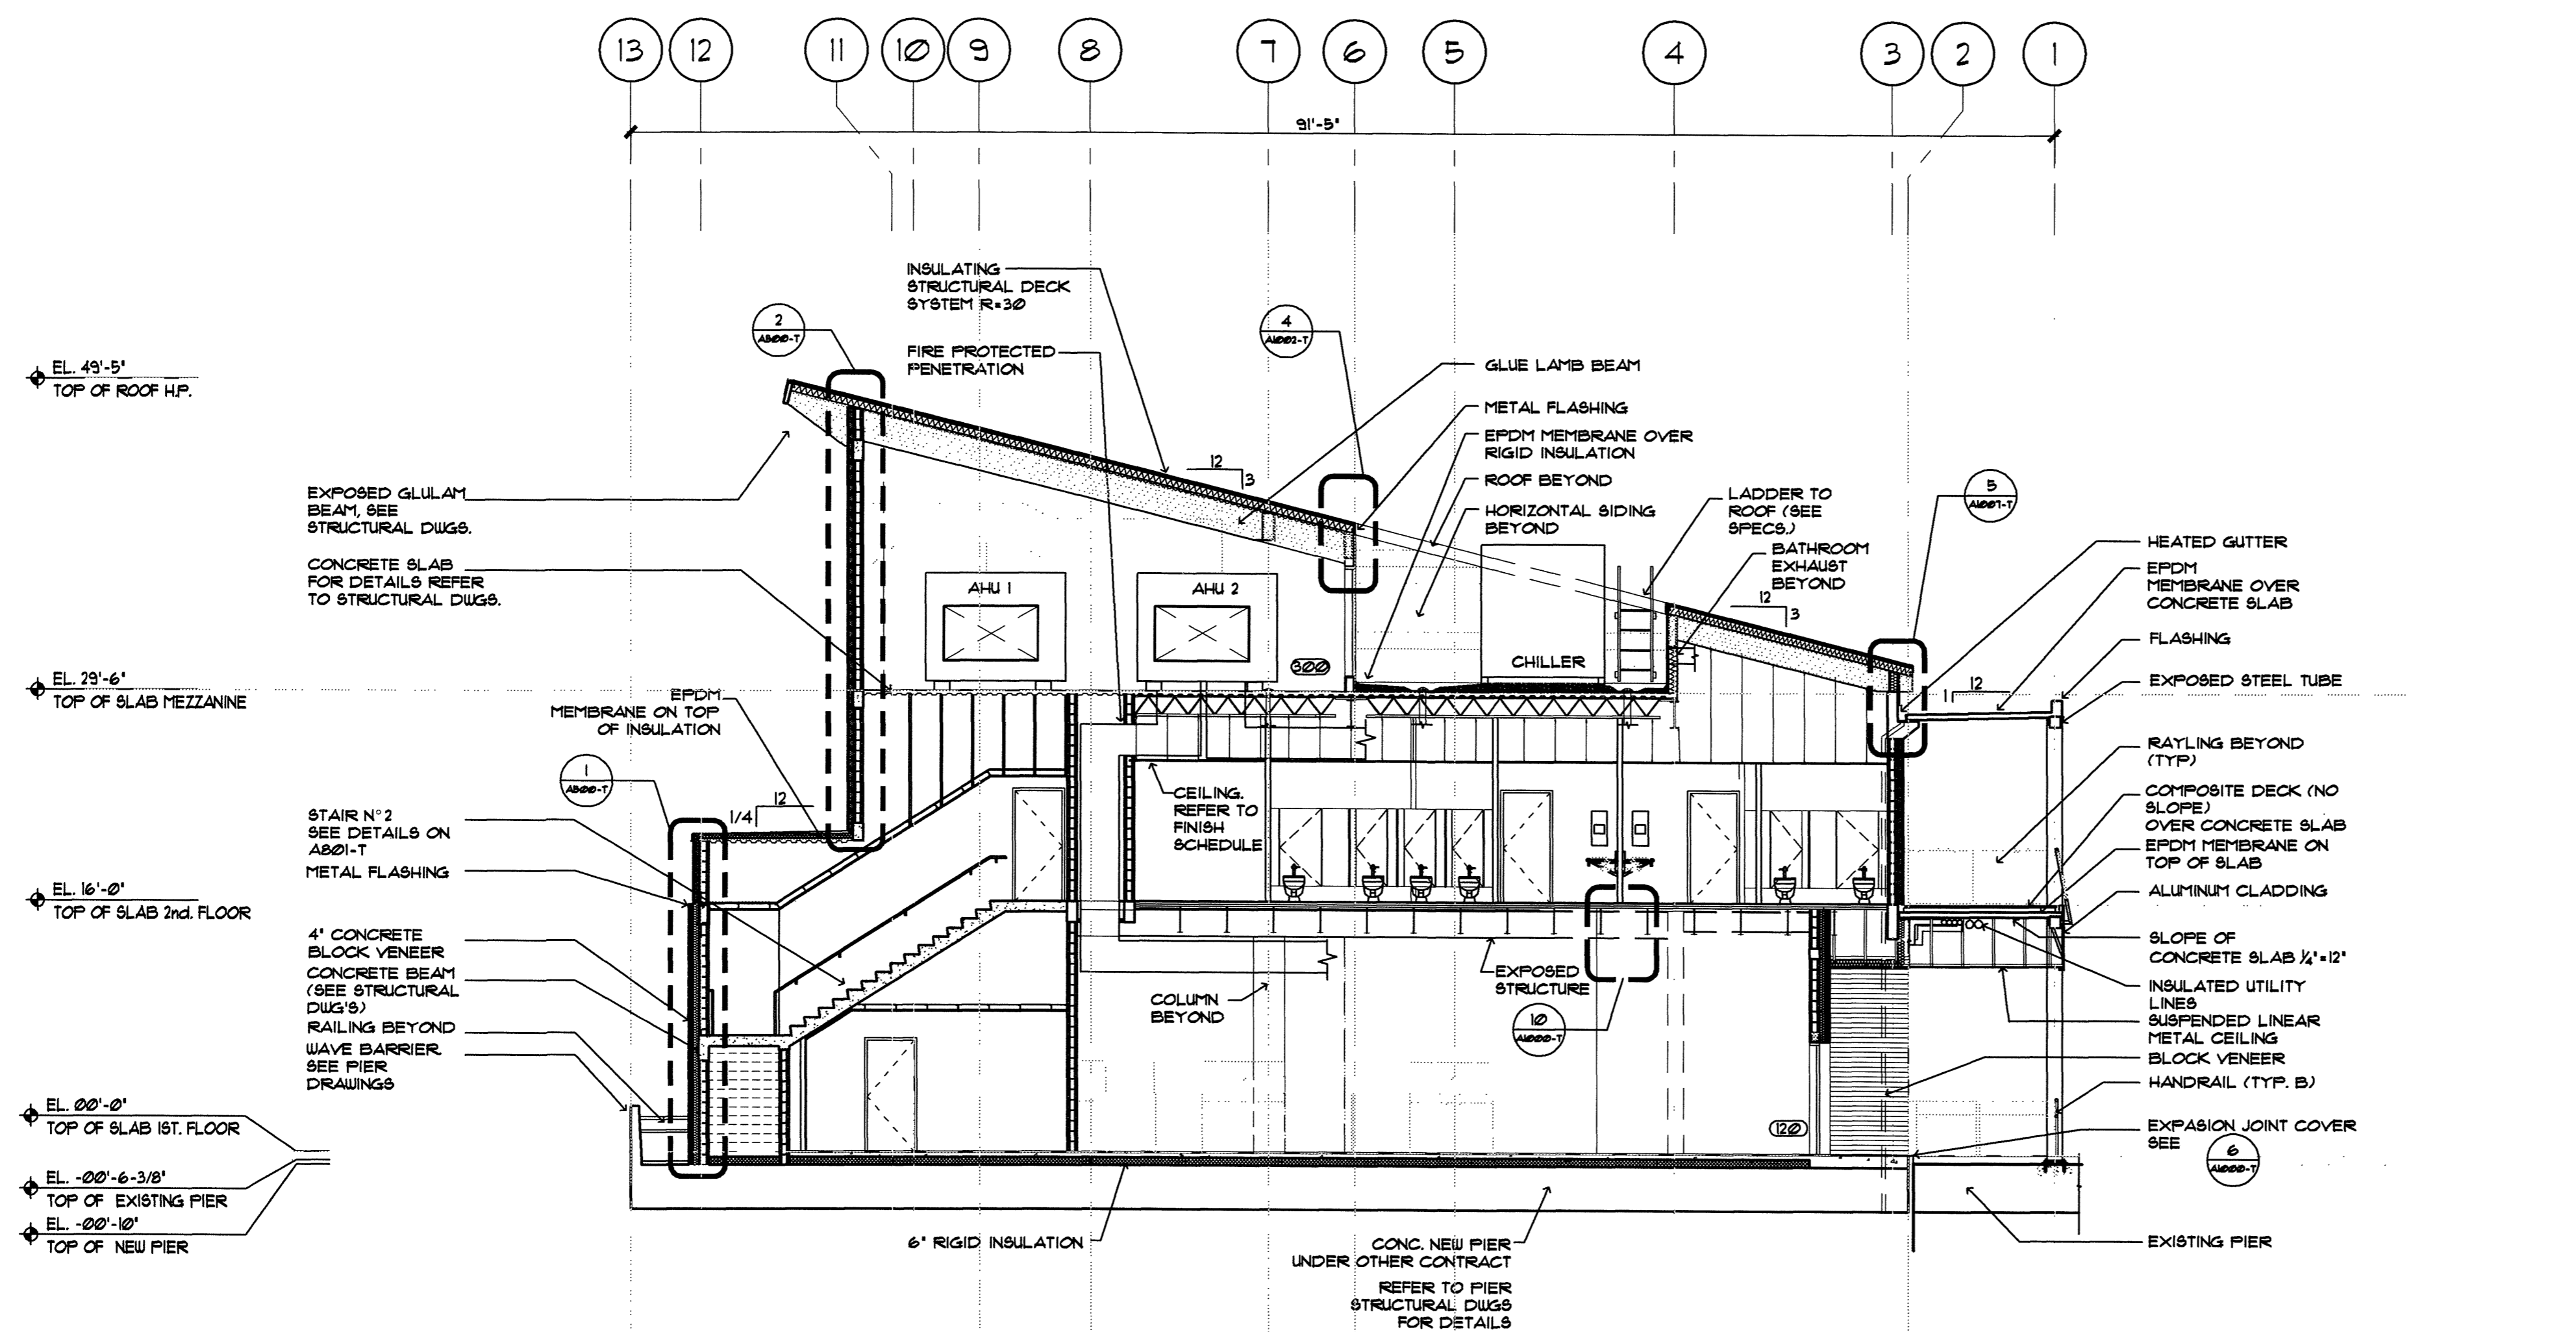 13
12
11
10
9
8
7
6
5
4
3
2
1
91'-5"
INSULATING
STRUCTURAL DECK
SYSTEM R=30
2
4
A1002-T
FIRE PROTECTED
PENETRATION
GLUE LAMB BEAM
METAL FLASHING
EPDM MEMBRANE OVER
RIGID INSULATION
ROOF BEYOND
HORIZONTAL SIDING
BEYOND
LADDER TO
ROOF (SEE
SPECS.)
BATHROOM
EXHAUST
BEYOND
5
A1007-T
12
3
12
3
EL. 49'-5"
TOP OF ROOF H.P.
EXPOSED GLULAM
BEAM, SEE
STRUCTURAL DWGS.
CONCRETE SLAB
FOR DETAILS REFER
TO STRUCTURAL DWGS.
AHU 1
AHU 2
300
CHILLER
HEATED GUTTER
EPDM
MEMBRANE OVER
CONCRETE SLAB
FLASHING
EXPOSED STEEL TUBE
12
1
EL. 29'-6"
TOP OF SLAB MEZZANINE
EPDM
MEMBRANE ON TOP
OF INSULATION
1
12
1/4
STAIR N°2
SEE DETAILS ON
A801-T
METAL FLASHING
CEILING.
REFER TO
FINISH
SCHEDULE
RAYLING BEYOND
(TYP)
COMPOSITE DECK (NO
SLOPE)
OVER CONCRETE SLAB
EPDM MEMBRANE ON
TOP OF SLAB
ALUMINUM CLADDING
EL. 16'-0"
TOP OF SLAB 2nd. FLOOR
4" CONCRETE
BLOCK VENEER
CONCRETE BEAM
(SEE STRUCTURAL
DWG'S)
RAILING BEYOND
WAVE BARRIER
SEE PIER
DRAWINGS
COLUMN
BEYOND
EXPOSED
STRUCTURE
10
A1000-T
120
SLOPE OF
CONCRETE SLAB 1/4"=12"
INSULATED UTILITY
LINES
SUSPENDED LINEAR
METAL CEILING
BLOCK VENEER
HANDRAIL (TYP. B)
EXPASION JOINT COVER
SEE
6
A1000-T
EL. 00'-0"
TOP OF SLAB 1ST. FLOOR
EL. -00'-6-3/8"
TOP OF EXISTING PIER
EL. -00'-10"
TOP OF NEW PIER
6" RIGID INSULATION
CONC. NEW PIER
UNDER OTHER CONTRACT
REFER TO PIER
STRUCTURAL DWGS
FOR DETAILS
EXISTING PIER